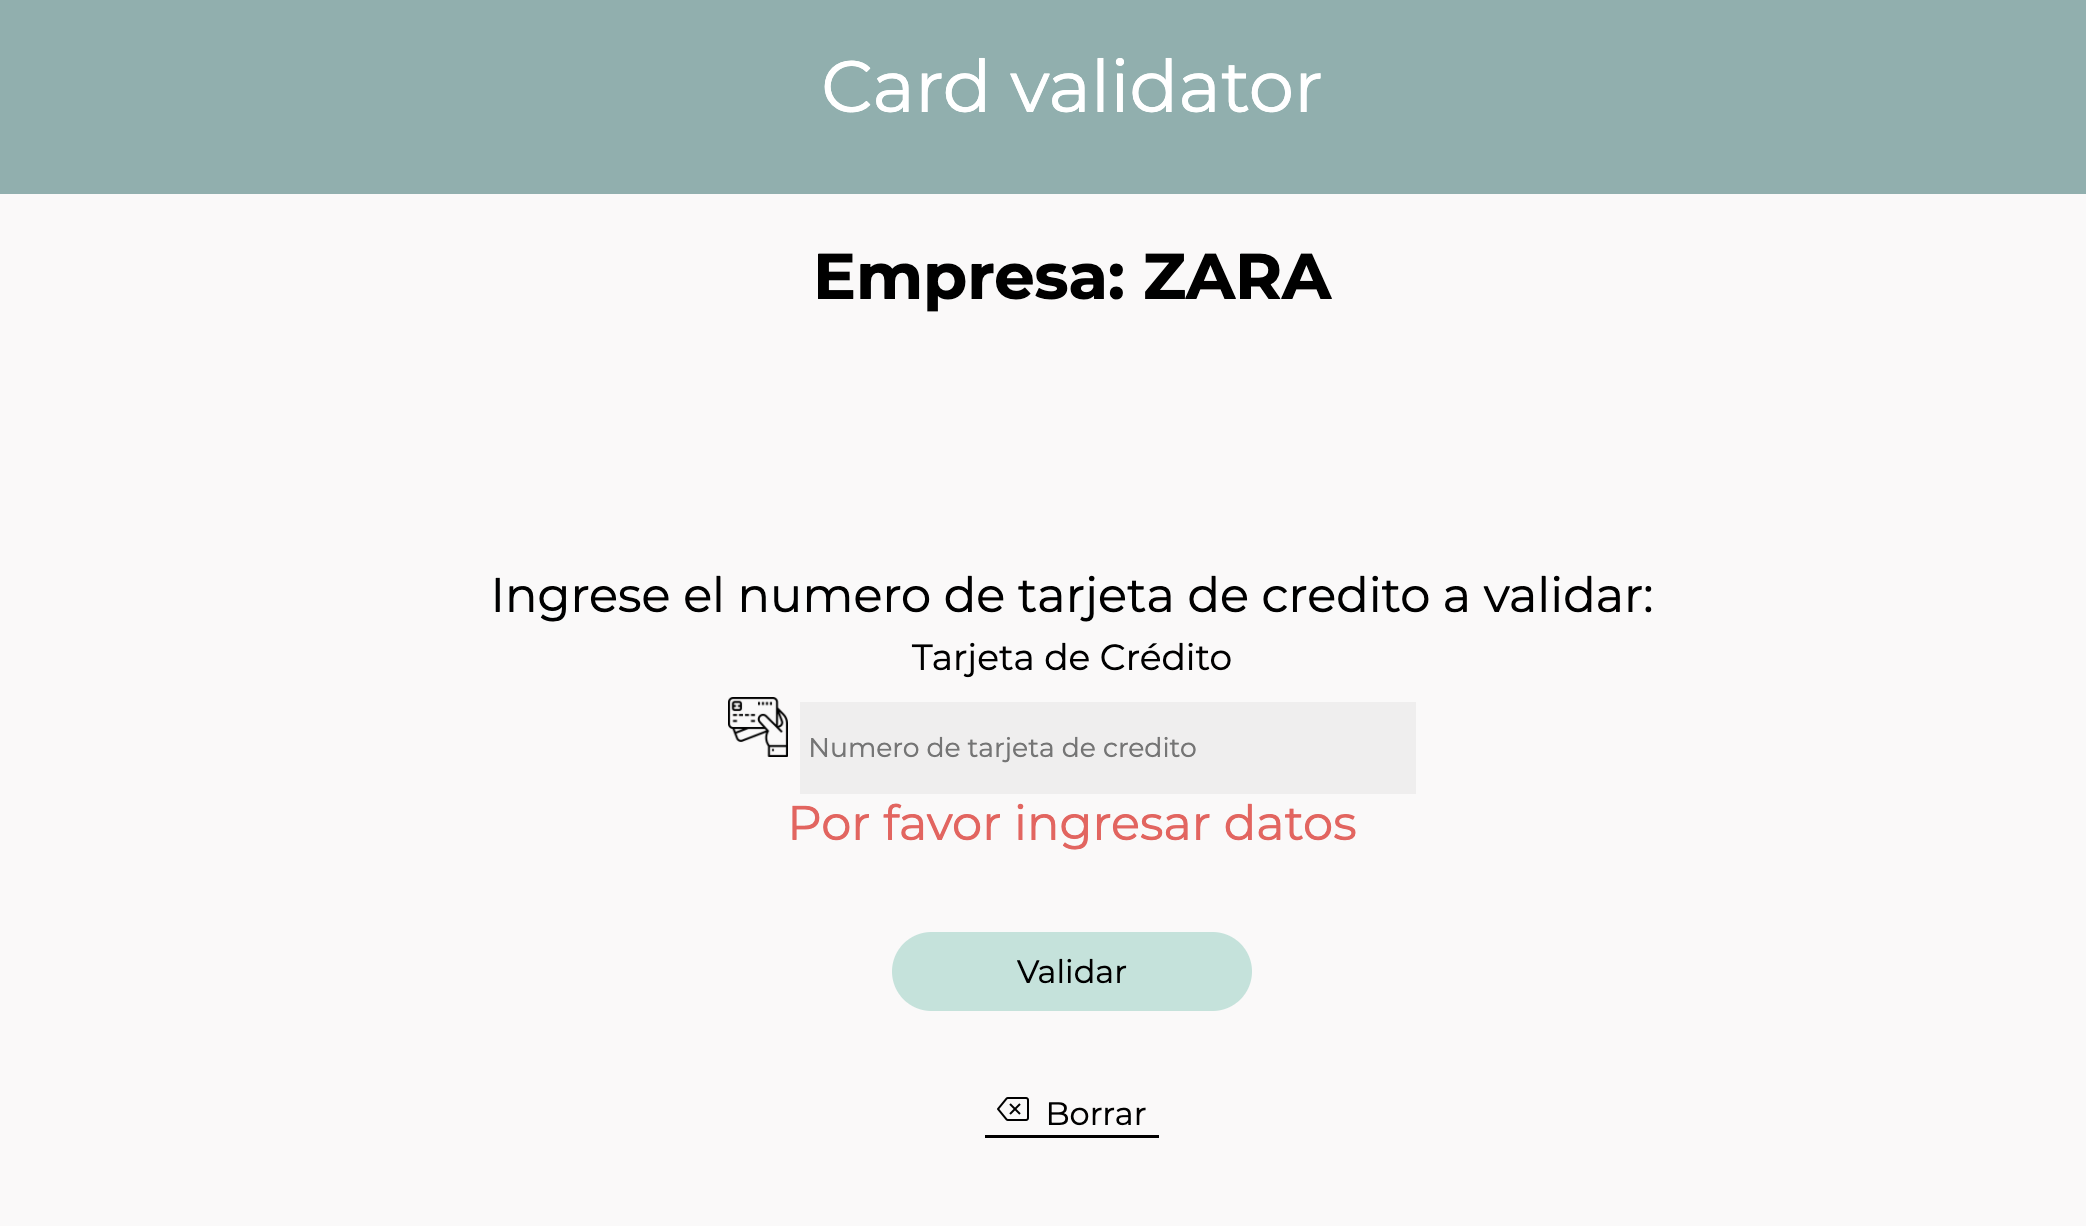 Card validator
Empresa: ZARA
Ingrese el numero de tarjeta de credito a validar:
Tarjeta de Crédito
Numero de tarjeta de credito
Por favor ingresar datos
Validar
Borrar